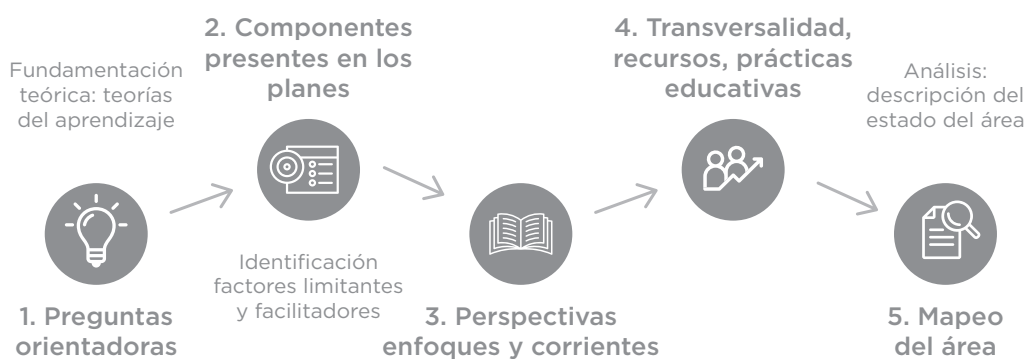 Fundamentación
teórica: teorías
del aprendizaje
1. Preguntas
orientadoras
2. Componentes
presentes en los
planes
Identificación
factores limitantes
y facilitadores
3. Perspectivas
enfoques y corrientes
4. Transversalidad,
recursos, prácticas
educativas
Análisis:
descripción del
estado del área
5. Mapeo
del área